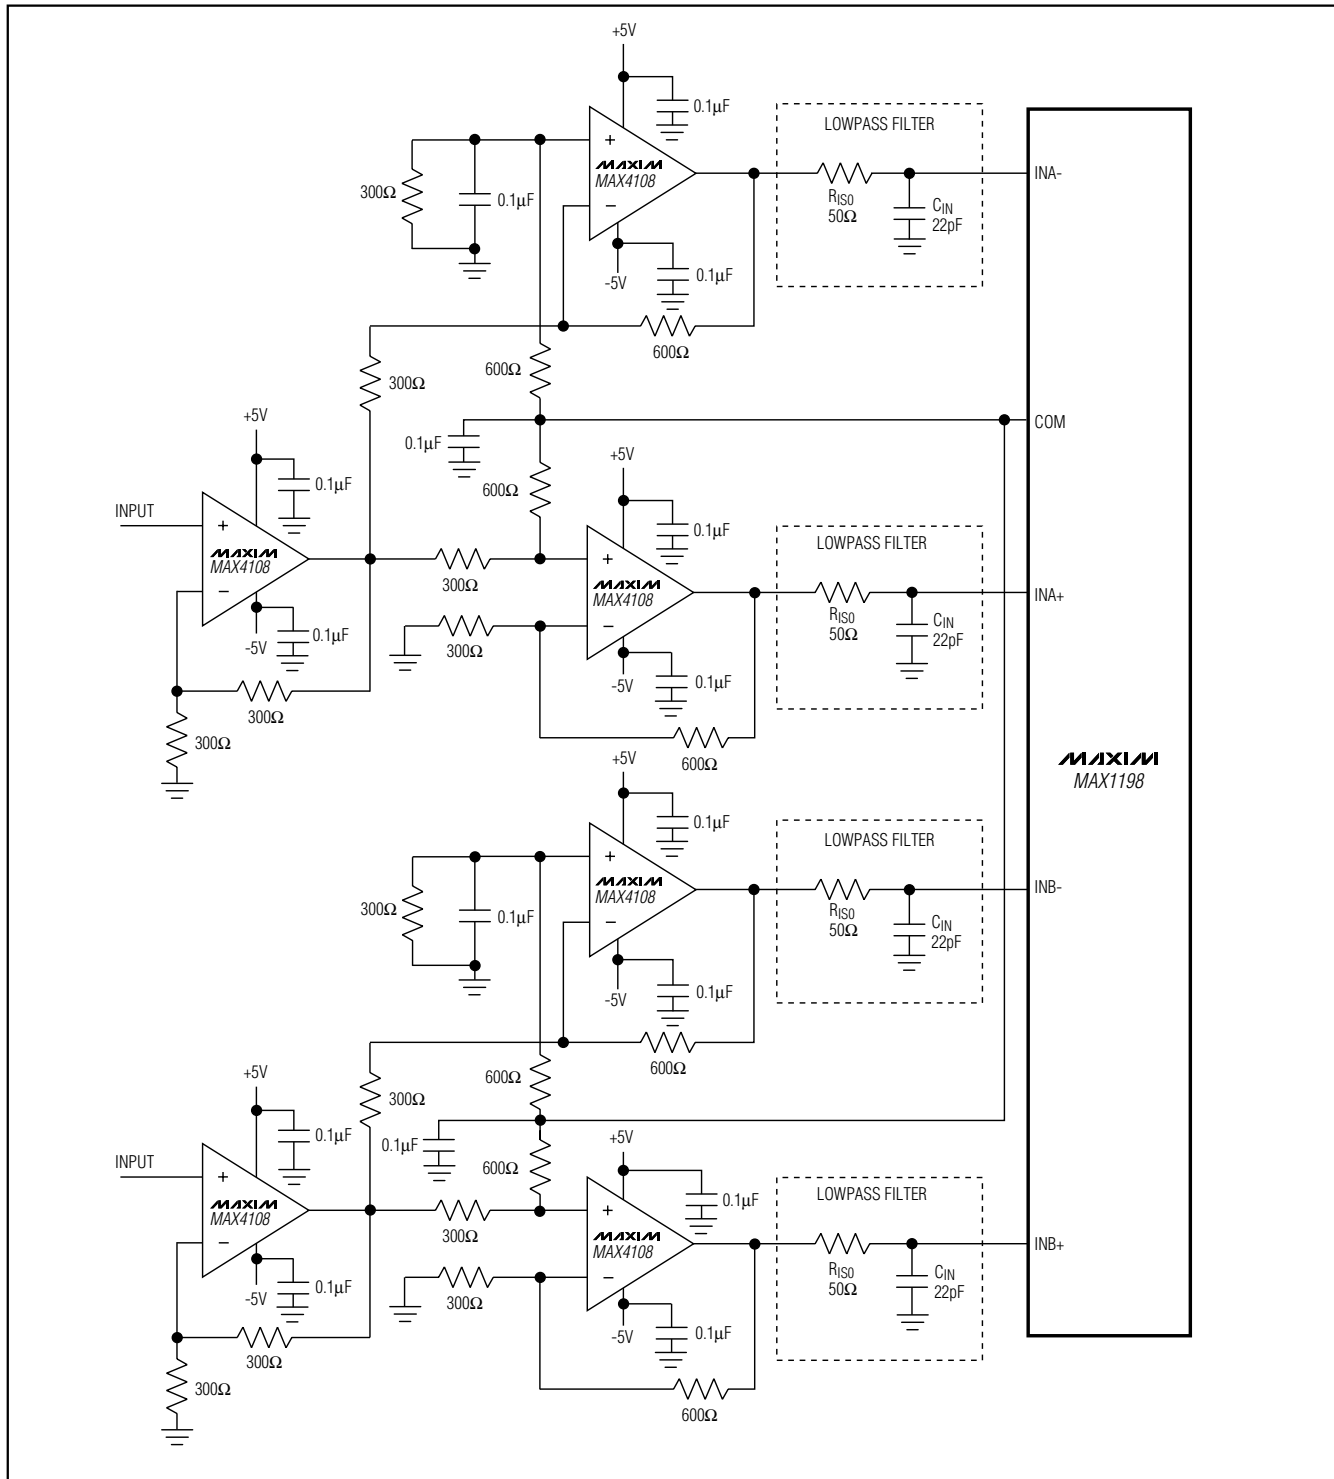 +5V
0.1µF
LOWPASS FILTER
+
MAXIM
MAX4108
INA-
300Ω
0.1µF
−
RISO
50Ω
CIN
22pF
-5V
0.1µF
600Ω
300Ω
600Ω
+5V
0.1µF
COM
0.1µF
INPUT
600Ω
+5V
0.1µF
LOWPASS FILTER
+
MAXIM
MAX4108
−
300Ω
+
MAXIM
MAX4108
INA+
RISO
50Ω
CIN
22pF
-5V
0.1µF
300Ω
−
-5V
0.1µF
300Ω
300Ω
600Ω
MAXIM
MAX1198
+5V
0.1µF
LOWPASS FILTER
+
MAXIM
MAX4108
INB-
300Ω
0.1µF
−
RISO
50Ω
CIN
22pF
-5V
0.1µF
600Ω
600Ω
300Ω
+5V
0.1µF
0.1µF
600Ω
+5V
INPUT
+
MAXIM
MAX4108
−
0.1µF
LOWPASS FILTER
300Ω
+
MAXIM
MAX4108
INB+
RISO
50Ω
CIN
22pF
-5V
0.1µF
300Ω
−
-5V
0.1µF
300Ω
300Ω
600Ω